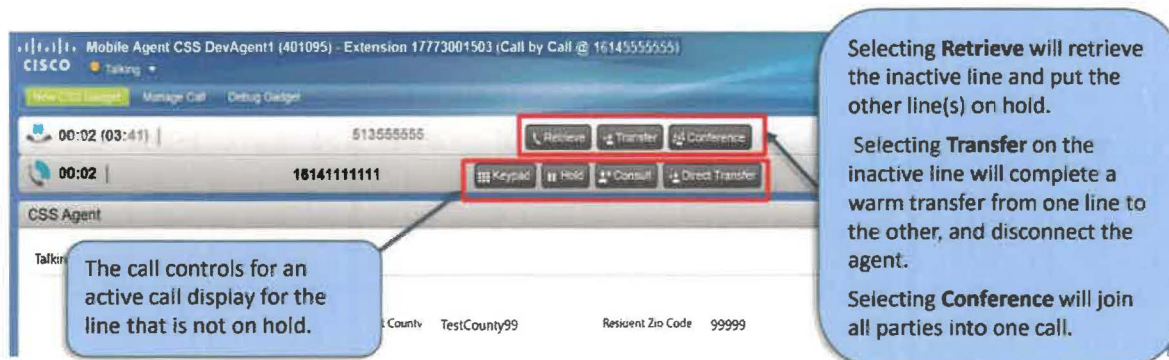 Mobile Agent CSS DevAgent1 (401095) - Extension 17773001503 (Call by Call @ 16145555555)
CISCO Talking
New CSS Gadget Manage Call Debug Gadget
00:02 (03:41) | 513555555 Retrieve Transfer Conference
00:02 | 16141111111 Keypad Hold Consult Direct Transfer
CSS Agent
County TestCounty99 Resident Zip Code 99999
The call controls for an
active call display for the
line that is not on hold.
Selecting Retrieve will retrieve
the inactive line and put the
other line(s) on hold.
Selecting Transfer on the
inactive line will complete a
warm transfer from one line to
the other, and disconnect the
agent.
Selecting Conference will join
all parties into one call.